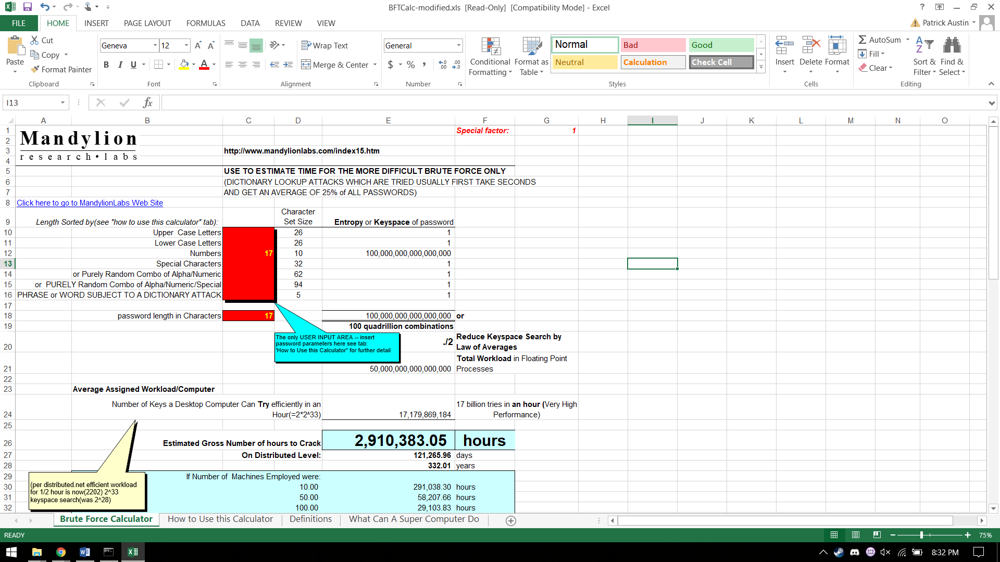 BFTCalc-modified.xls [Read-Only] [Compatibility Mode] - Excel
FILE HOME INSERT PAGE LAYOUT FORMULAS DATA REVIEW VIEW
Patrick Austin
Paste
Cut
Copy
Format Painter
Clipboard
Geneva 12
B I U
Font
Wrap Text
Merge & Center
Alignment
General
$ % ,
Number
Conditional Formatting
Format as Table
Normal Bad Good
Neutral Calculation Check Cell
Styles
Insert Delete Format
Cells
AutoSum
Fill
Clear
Sort & Filter
Find & Select
Editing
I13
fx
A B C D E F G H I J K L M N O
1 Special factor: 1
Mandylion
research•labs
2
3 http://www.mandylionlabs.com/index15.htm
4
5 USE TO ESTIMATE TIME FOR THE MORE DIFFICULT BRUTE FORCE ONLY
6 (DICTIONARY LOOKUP ATTACKS WHICH ARE TRIED USUALLY FIRST TAKE SECONDS
7 AND GET AN AVERAGE OF 25% of ALL PASSWORDS)
8 Click here to go to MandylionLabs Web Site
9 Length Sorted by(see "how to use this calculator" tab): Character Set Size Entropy or Keyspace of password
10 Upper Case Letters 26 1
11 Lower Case Letters 26 1
12 Numbers 17 10 100,000,000,000,000,000
13 Special Characters 32 1
14 or Purely Random Combo of Alpha/Numeric 62 1
15 or PURELY Random Combo of Alpha/Numeric/Special 94 1
16 PHRASE or WORD SUBJECT TO A DICTIONARY ATTACK 5 1
17
18 password length in Characters 17 100,000,000,000,000,000 or
19 100 quadrillion combinations
The only USER INPUT AREA -- insert
password parameters here see tab:
'How to Use this Calculator" for further detail
20 ./2 Reduce Keyspace Search by Law of Averages
21 50,000,000,000,000,000 Total Workload in Floating Point Processes
22
23 Average Assigned Workload/Computer
24 Number of Keys a Desktop Computer Can Try efficiently in an Hour(=2*2^33) 17,179,869,184 17 billion tries in an hour (Very High Performance)
25
26 Estimated Gross Number of hours to Crack 2,910,383.05 hours
27 On Distributed Level: 121,265.96 days
28 332.01 years
29 If Number of Machines Employed were:
30 10.00 291,038.30 hours
31 50.00 58,207.66 hours
32 100.00 29,103.83 hours
(per distributed.net efficient workload
for 1/2 hour is now(2202) 2^33
keyspace search(was 2^28)
Brute Force Calculator How to Use this Calculator Definitions What Can A Super Computer Do
READY
75%
8:32 PM